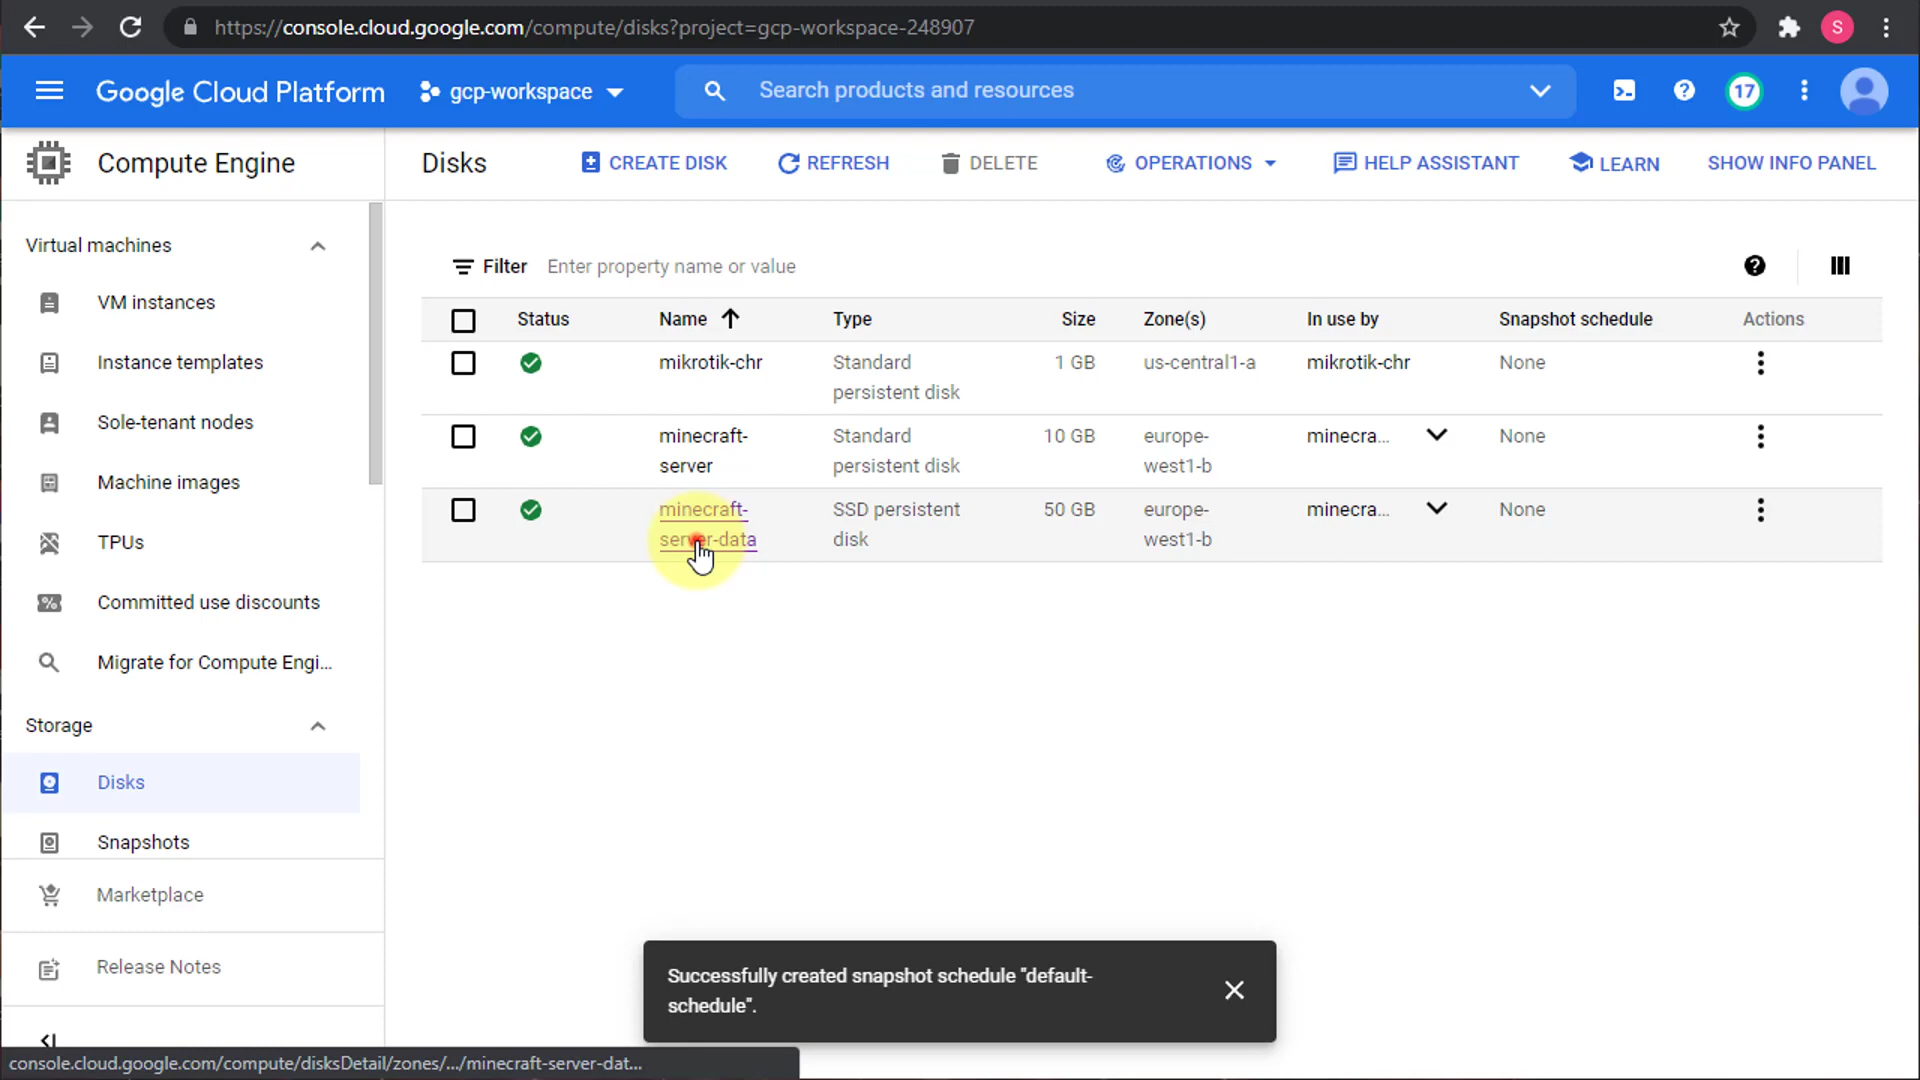 https://console.cloud.google.com/compute/disks?project=gcp-workspace-248907
S
Google Cloud Platform
gcp-workspace
Search products and resources
17
Compute Engine
Disks
CREATE DISK
REFRESH
DELETE
OPERATIONS
HELP ASSISTANT
LEARN
SHOW INFO PANEL
Virtual machines
VM instances
Instance templates
Sole-tenant nodes
Machine images
TPUs
Committed use discounts
Migrate for Compute Engi...
Storage
Disks
Snapshots
Marketplace
Release Notes
Filter Enter property name or value
Status Name Type Size Zone(s) In use by Snapshot schedule Actions
mikrotik-chr Standard 1 GB us-central1-a mikrotik-chr None
persistent disk
minecraft- Standard 10 GB europe- minecra... None
server persistent disk west1-b
minecraft- SSD persistent 50 GB europe- minecra... None
server-data disk west1-b
Successfully created snapshot schedule "default-
schedule".
console.cloud.google.com/compute/disksDetail/zones/.../minecraft-server-dat...